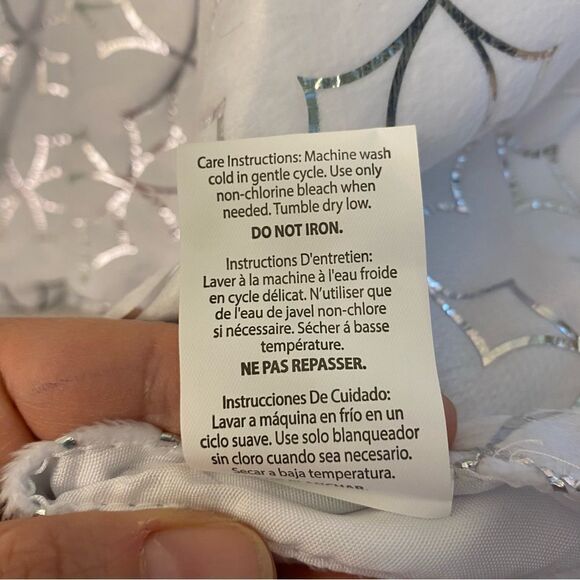 Care Instructions: Machine wash
cold in gentle cycle. Use only
non-chlorine bleach when
needed. Tumble dry low.
DO NOT IRON.
Instructions D'entretien:
Laver à la machine à l'eau froide
en cycle délicat. N'utiliser que
de l'eau de javel non-chlore
si nécessaire. Sécher á basse
température.
NE PAS REPASSER.
Instrucciones De Cuidado:
Lavar a máquina en frío en un
ciclo suave. Use solo blanqueador
sin cloro cuando sea necesario.
Secar a baja temperatura.